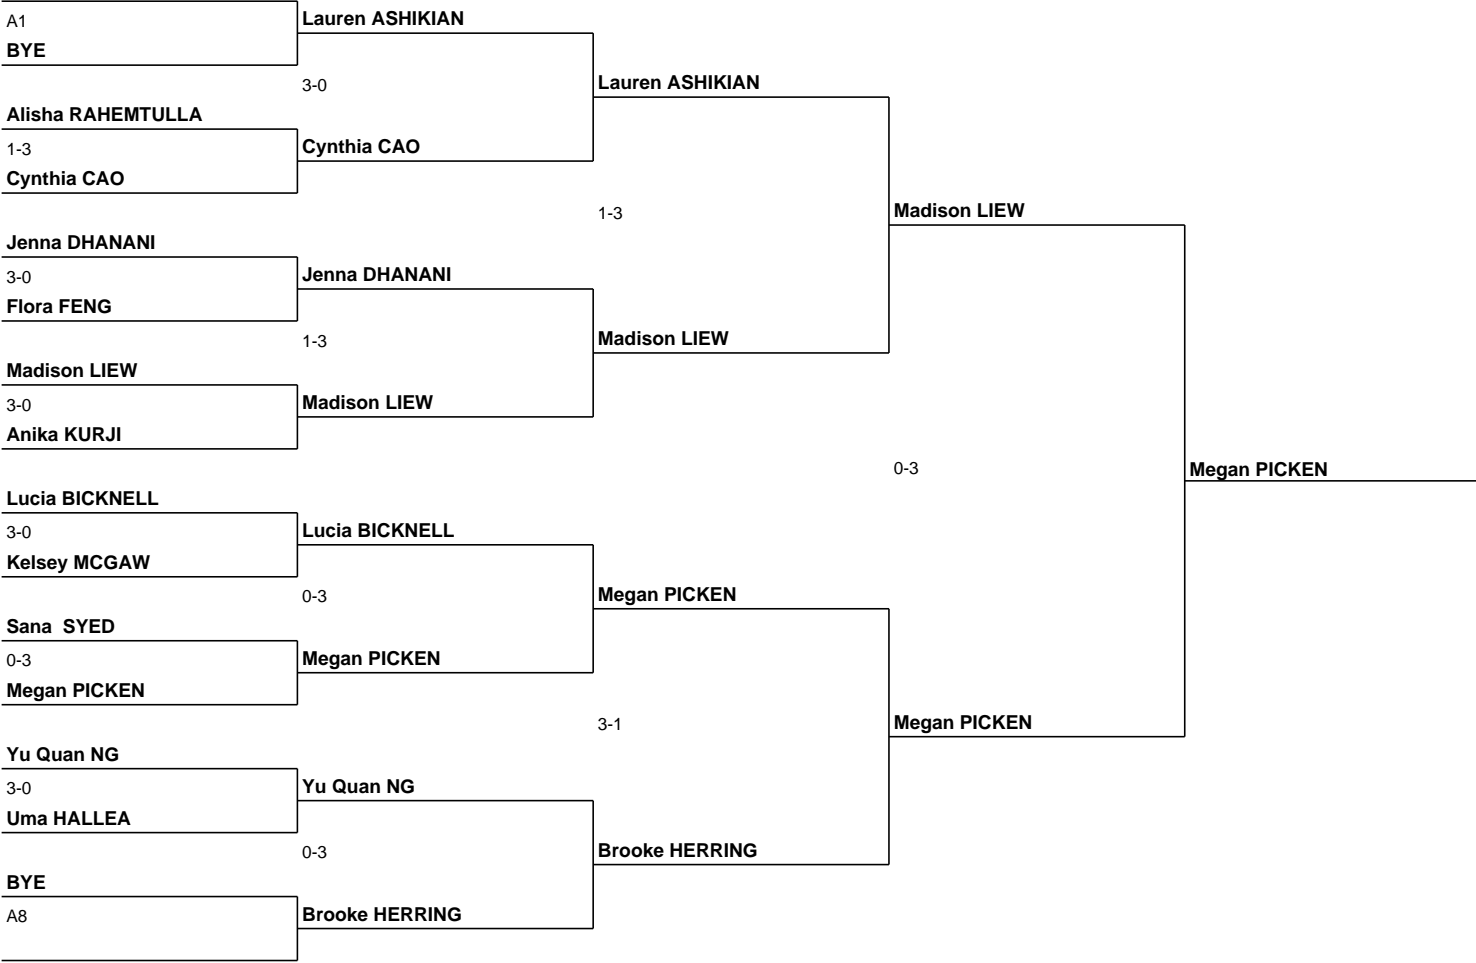 A1
BYE
Alisha RAHEMTULLA
1-3
Cynthia CAO
Jenna DHANANI
3-0
Flora FENG
Madison LIEW
3-0
Anika KURJI
Lucia BICKNELL
3-0
Kelsey MCGAW
Sana  SYED
0-3
Megan PICKEN
Yu Quan NG
3-0
Uma HALLEA
BYE
A8
Lauren ASHIKIAN
3-0
Cynthia CAO
Jenna DHANANI
1-3
Madison LIEW
Lucia BICKNELL
0-3
Megan PICKEN
Yu Quan NG
0-3
Brooke HERRING
Lauren ASHIKIAN
1-3
Madison LIEW
Megan PICKEN
3-1
Brooke HERRING
Madison LIEW
0-3
Megan PICKEN
Megan PICKEN